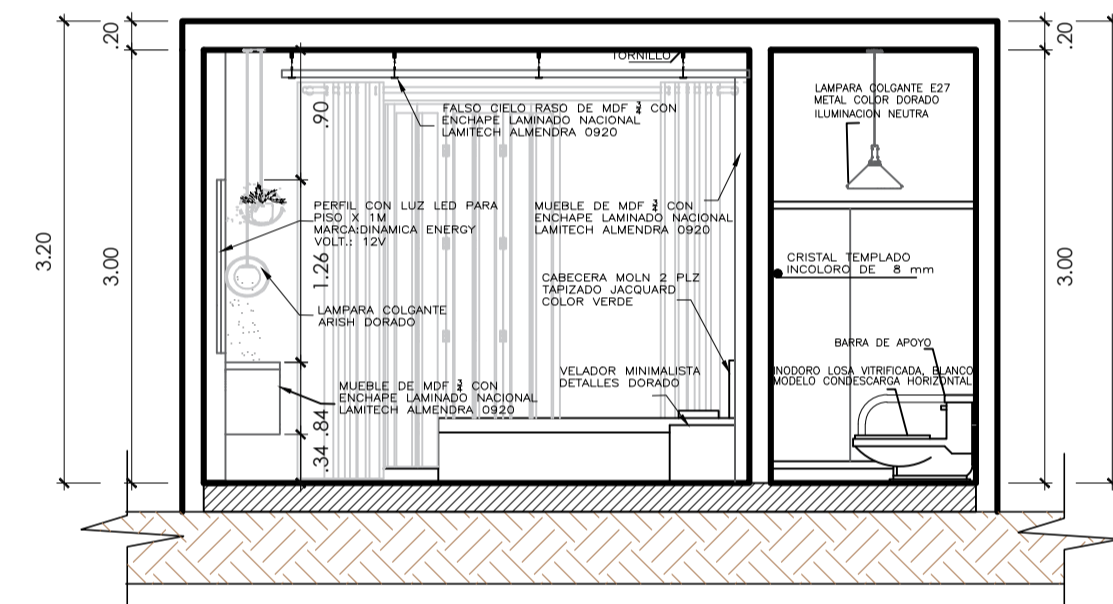 .20
.20
TORNILLO
LAMPARA COLGANTE E27
METAL COLOR DORADO
ILUMINACION NEUTRA
.90
FALSO CIELO RASO DE MDF ¾ CON
ENCHAPE LAMINADO NACIONAL
LAMITECH ALMENDRA 0920
PERFIL CON LUZ LED PARA
PISO X 1M
MARCA:DINAMICA ENERGY
VOLT.: 12V
MUEBLE DE MDF ¾ CON
ENCHAPE LAMINADO NACIONAL
LAMITECH ALMENDRA 0920
3.20
3.00
1.26
CABECERA MOLN 2 PLZ
TAPIZADO JACQUARD
COLOR VERDE
CRISTAL TEMPLADO
INCOLORO DE 8 mm
3.00
LAMPARA COLGANTE
ARISH DORADO
BARRA DE APOYO
VELADOR MINIMALISTA
DETALLES DORADO
INODORO LOSA VITRIFICADA, BLANCO
MODELO CONDESCARGA HORIZONTAL
MUEBLE DE MDF ¾ CON
ENCHAPE LAMINADO NACIONAL
LAMITECH ALMENDRA 0920
.84
.34